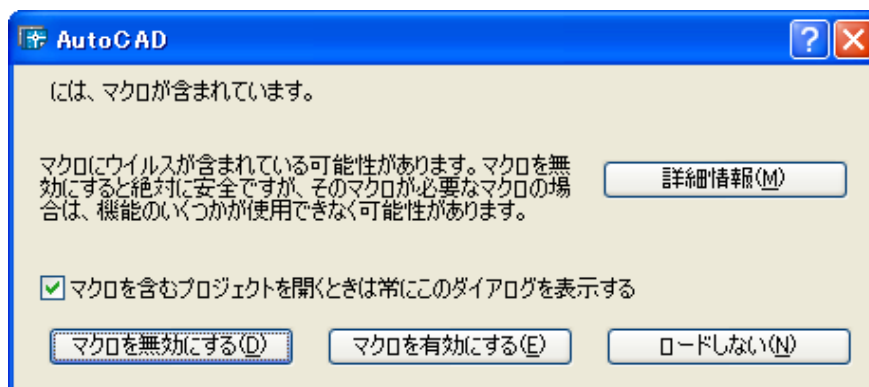 AutoCAD
には、マクロが含まれています。
マクロにウイルスが含まれている可能性があります。マクロを無
効にすると絶対に安全ですが、そのマクロが必要なマクロの場
合は、機能のいくつかが使用できなく可能性があります。
詳細情報(M)
マクロを含むプロジェクトを開くときは常にこのダイアログを表示する
マクロを無効にする(D)
マクロを有効にする(E)
ロードしない(N)